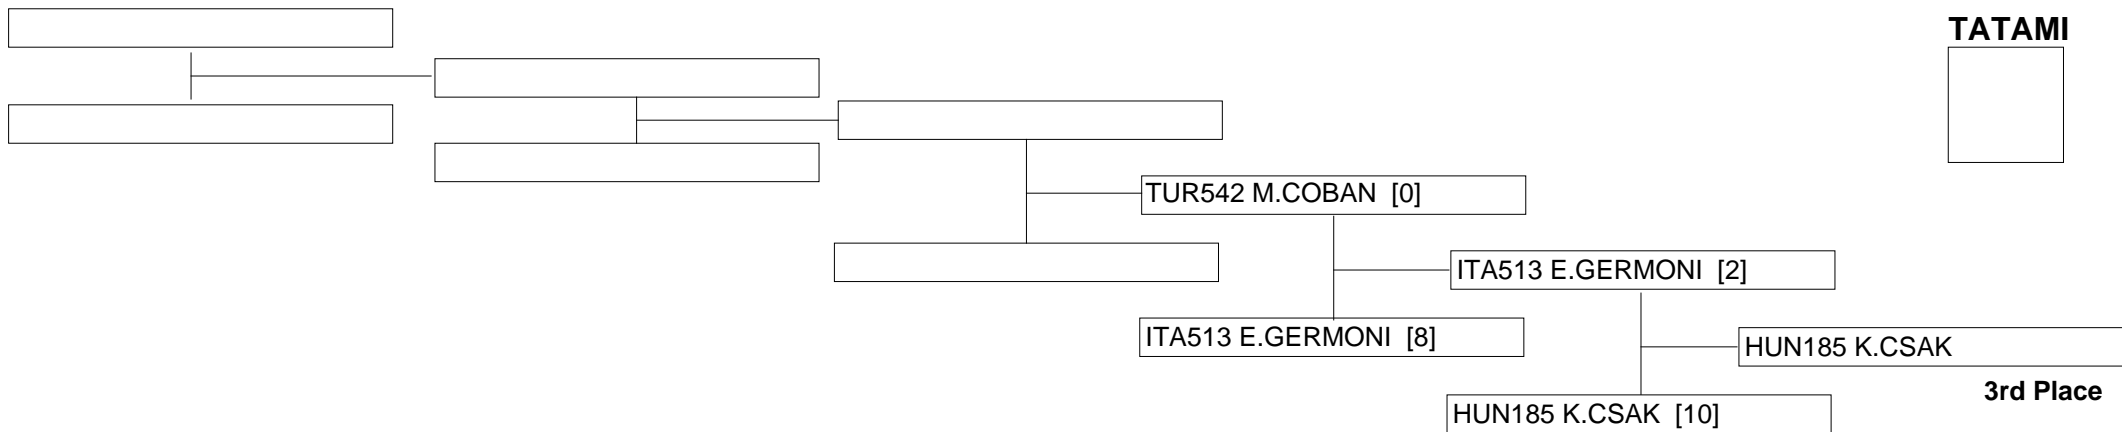 TATAMI
TUR542 M.COBAN [0]
ITA513 E.GERMONI [2]
ITA513 E.GERMONI [8]
HUN185 K.CSAK
3rd Place
HUN185 K.CSAK [10]